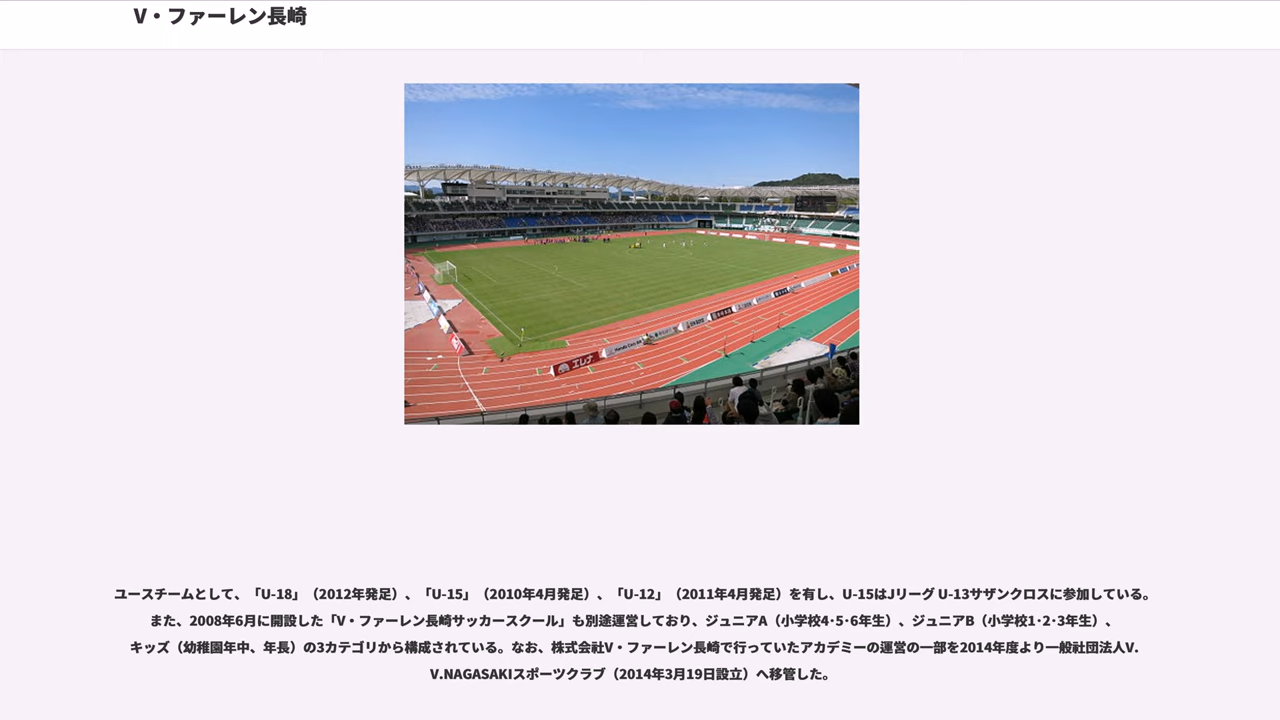 V・ファーレン長崎
エレナ
ユースチームとして、「U-18」（2012年発足）、「U-15」（2010年4月発足）、「U-12」（2011年4月発足）を有し、U-15はJリーグ U-13サザンクロスに参加している。
また、2008年6月に開設した「V・ファーレン長崎サッカースクール」も別途運営しており、ジュニアA（小学校4･5･6年生）、ジュニアB（小学校1･2･3年生）、
キッズ（幼稚園年中、年長）の3カテゴリから構成されている。なお、株式会社V・ファーレン長崎で行っていたアカデミーの運営の一部を2014年度より一般社団法人V.
V.NAGASAKIスポーツクラブ（2014年3月19日設立）へ移管した。